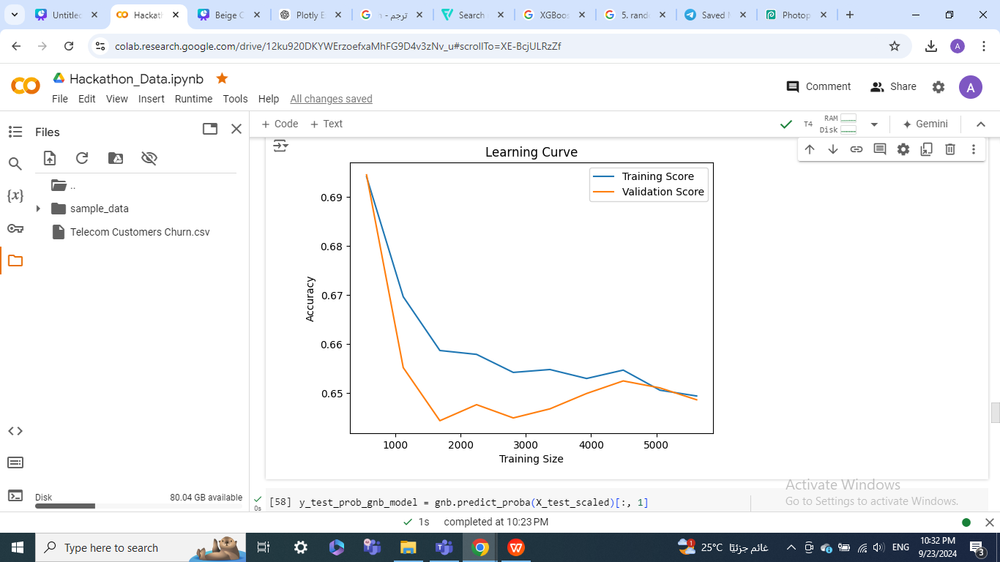 Untitled
Hackat
Beige C
Plotly E
ترجم - n
Search
XGBoos
5. rand
Saved
Photop
colab.research.google.com/drive/12ku920DKYWErzoefxaMhFG9D4v3zNv_u#scrollTo=XE-BcjULRzZf
A
Hackathon_Data.ipynb
File Edit View Insert Runtime Tools Help All changes saved
Comment Share A
Files
+ Code + Text
T4 RAM Disk
Gemini
..
sample_data
Telecom Customers Churn.csv
Disk 80.04 GB available
Learning Curve
Training Score
Validation Score
Accuracy
0.69
0.68
0.67
0.66
0.65
1000 2000 3000 4000 5000
Training Size
Activate Windows
Go to Settings to activate Windows.
0s
[58] y_test_prob_gnb_model = gnb.predict_proba(X_test_scaled)[:, 1]
1s completed at 10:23 PM
Type here to search
1
25°C غائم جزئيًا
ENG
10:32 PM
9/23/2024
3